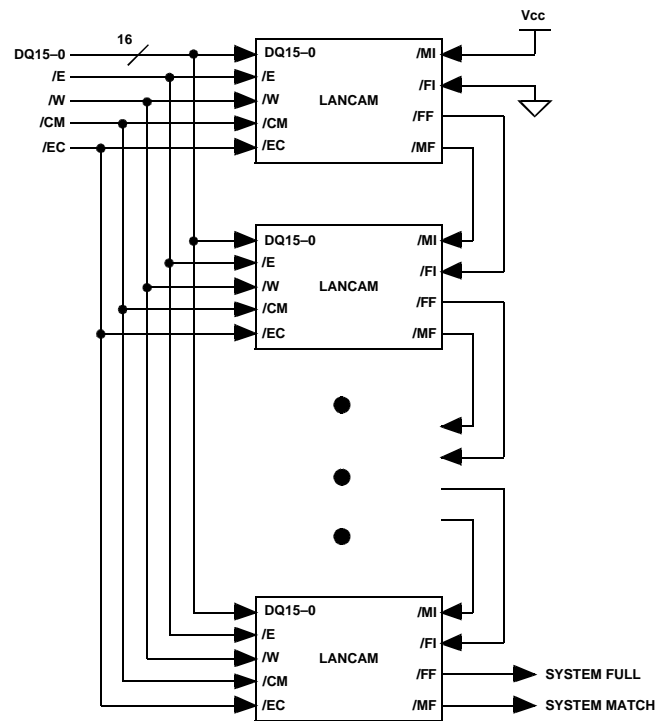 Vcc
16
DQ15–0
/E
/W
/CM
/EC
DQ15–0
/E
/W
/CM
/EC
LANCAM
/MI
/FI
/FF
/MF
DQ15–0
/E
/W
/CM
/EC
LANCAM
/MI
/FI
/FF
/MF
DQ15–0
/E
/W
/CM
/EC
LANCAM
/MI
/FI
/FF
/MF
SYSTEM FULL
SYSTEM MATCH